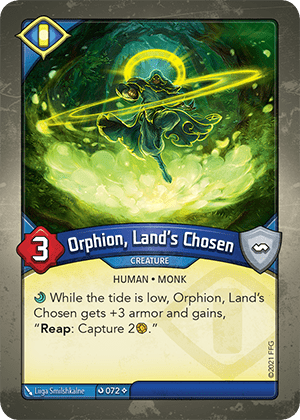 3
Orphion, Land's Chosen
CREATURE
HUMAN • MONK
While the tide is low, Orphion, Land's
Chosen gets +3 armor and gains,
"Reap: Capture 2."
©2021 FFG
Liiga Smilshkalne
072